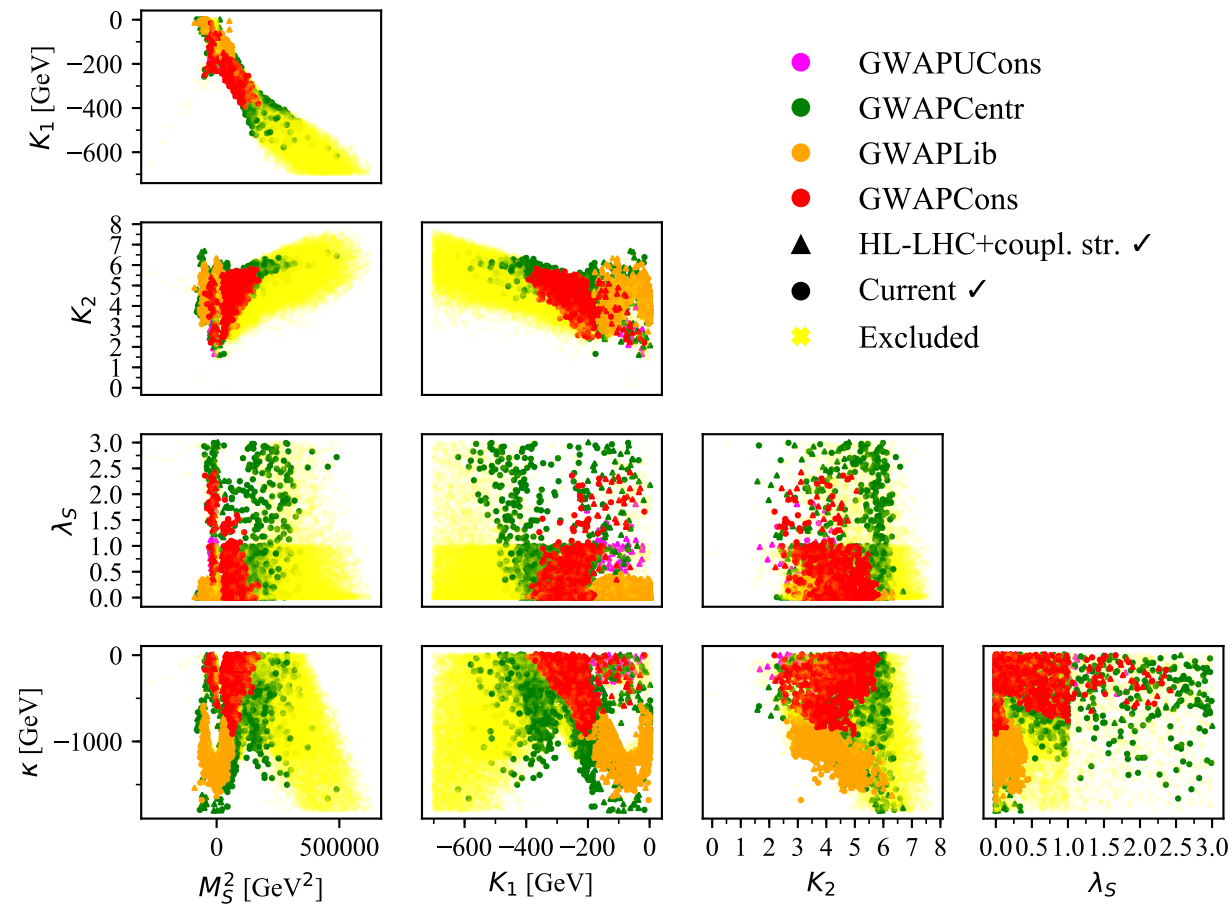 0
−200
−400
−600
K₁ [GeV]
GWAPUCons
GWAPCentr
GWAPLib
GWAPCons
HL-LHC+coupl. str. ✓
Current ✓
Excluded
8
7
6
5
4
3
2
1
0
K₂
3.0
2.5
2.0
1.5
1.0
0.5
0.0
λ_S
0
−1000
κ [GeV]
0 500000
M_S² [GeV²]
−600 −400 −200 0
K₁ [GeV]
0 1 2 3 4 5 6 7 8
K₂
0.0 0.5 1.0 1.5 2.0 2.5 3.0
λ_S